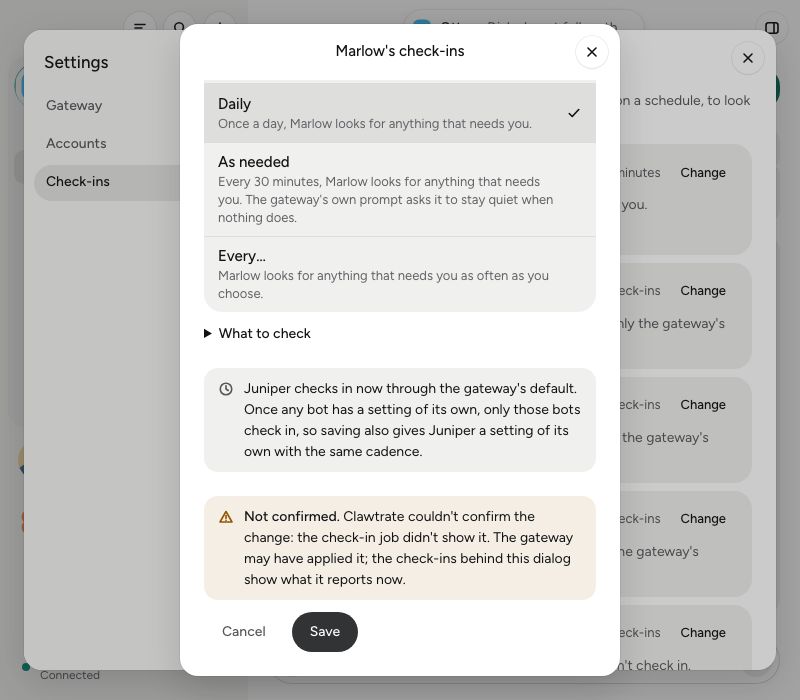 Marlow's check-ins
Settings
Gateway
Accounts
Check-ins
Daily
Once a day, Marlow looks for anything that needs you.
As needed
Every 30 minutes, Marlow looks for anything that needs
you. The gateway's own prompt asks it to stay quiet when
nothing does.
Every...
Marlow looks for anything that needs you as often as you
choose.
What to check
Juniper checks in now through the gateway's default.
Once any bot has a setting of its own, only those bots
check in, so saving also gives Juniper a setting of its
own with the same cadence.
Not confirmed. Clawtrate couldn't confirm the
change: the check-in job didn't show it. The gateway
may have applied it; the check-ins behind this dialog
show what it reports now.
Cancel
Save
on a schedule, to look
Change
you.
Change
the gateway's
Change
the gateway's
Change
gateway's
Change
check in.
Connected